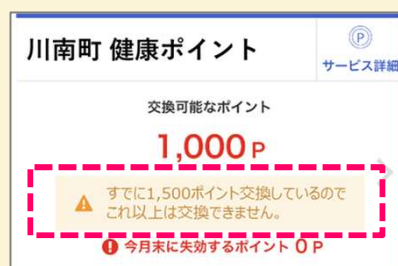 川南町 健康ポイント
P
サービス詳細
交換可能なポイント
1,000 P
すでに1,500ポイント交換しているので
これ以上は交換できません。
今月末に失効するポイント 0 P